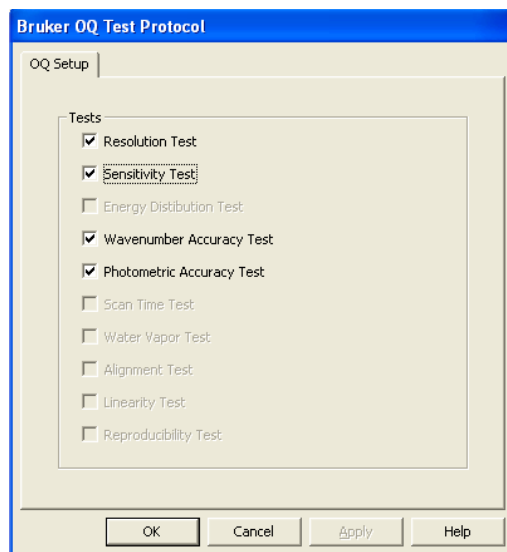 Bruker OQ Test Protocol
OQ Setup
Tests
Resolution Test
Sensitivity Test
Energy Distibution Test
Wavenumber Accuracy Test
Photometric Accuracy Test
Scan Time Test
Water Vapor Test
Alignment Test
Linearity Test
Reproducibility Test
OK Cancel Apply Help